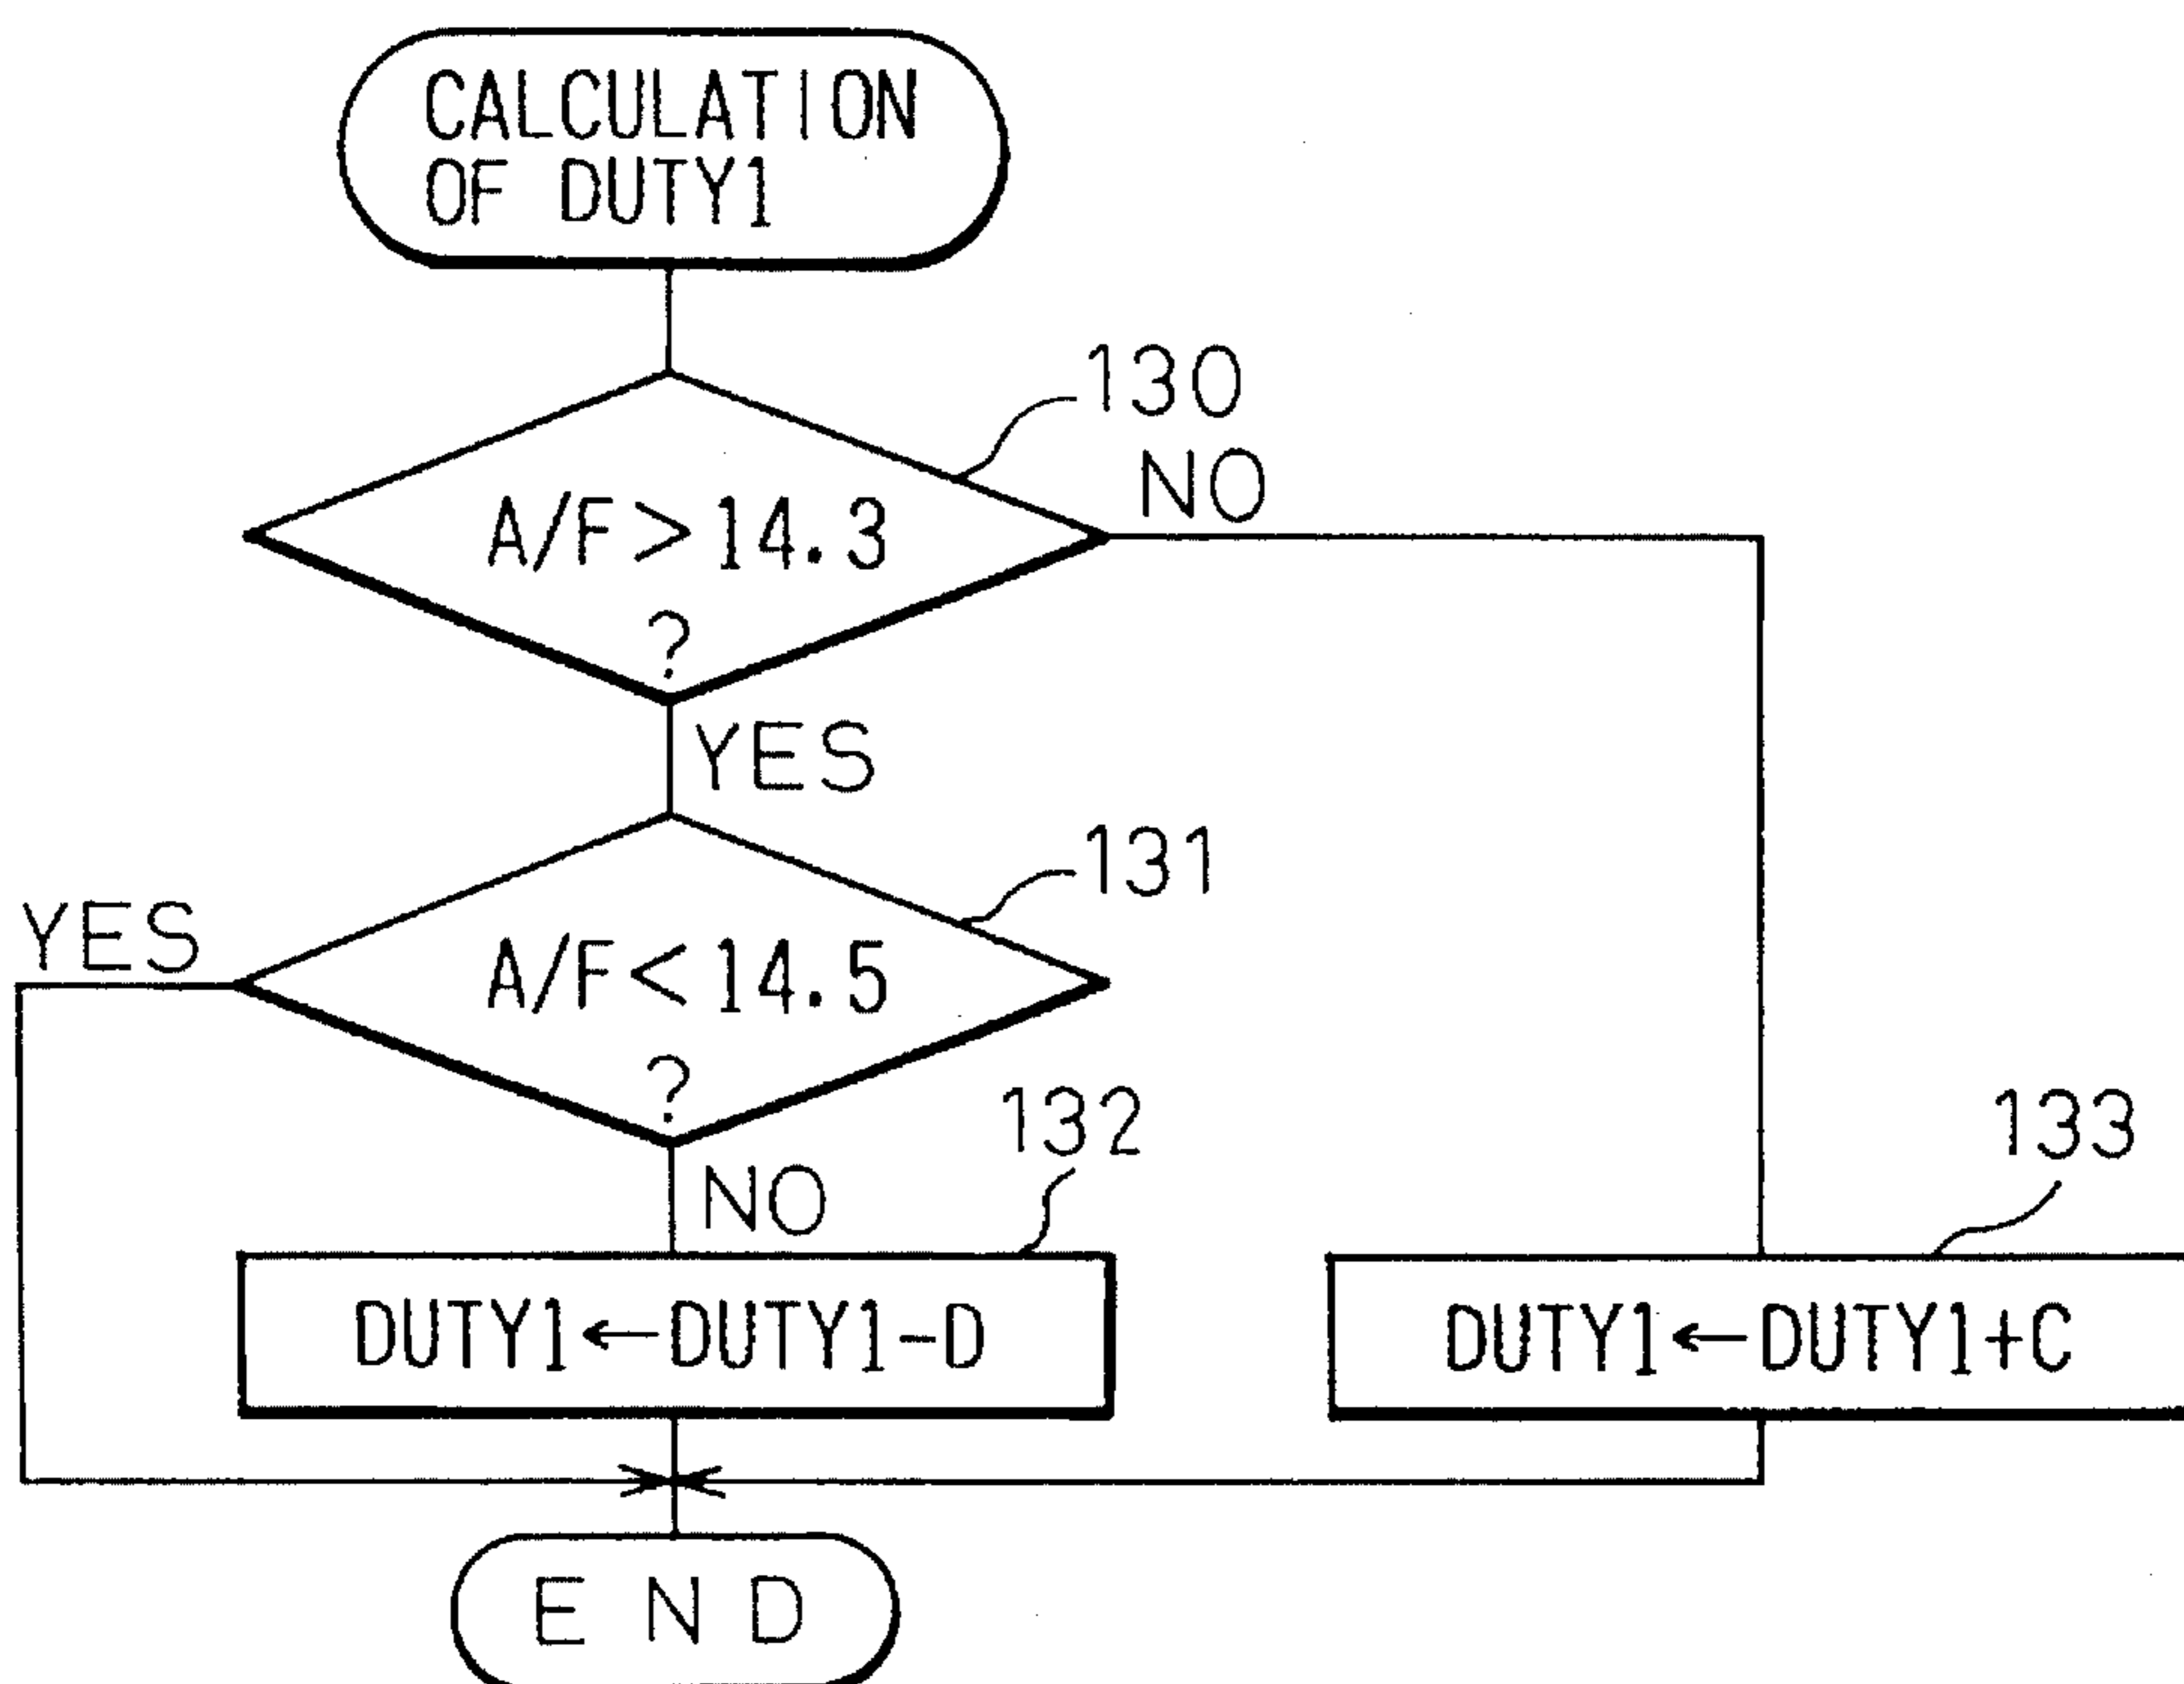 CALCULATION
OF DUTY1
130
NO
A/F>14.3
?
YES
131
YES
A/F<14.5
?
132
133
NO
DUTY1←DUTY1-D
DUTY1←DUTY1+C
END